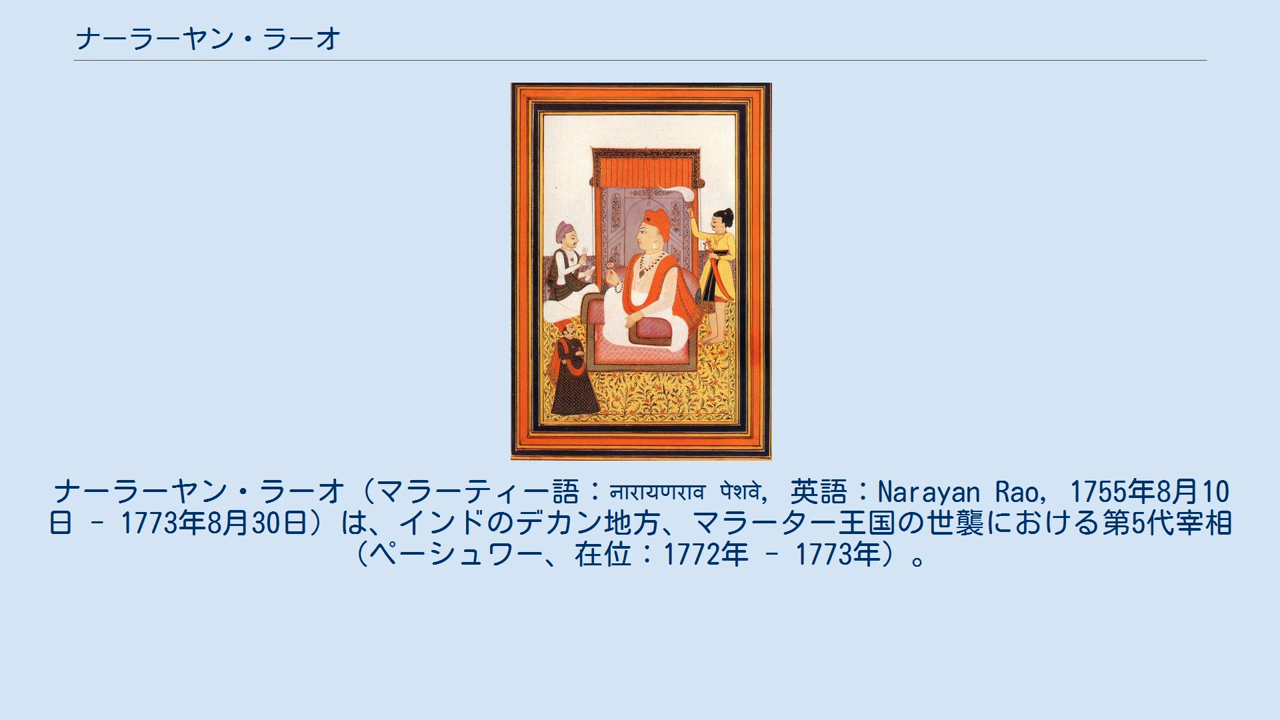 ナーラーヤン・ラーオ
ナーラーヤン・ラーオ（マラーティー語：नारायणराव पेशवे, 英語：Narayan Rao, 1755年8月10
日 - 1773年8月30日）は、インドのデカン地方、マラーター王国の世襲における第5代宰相
（ペーシュワー、在位：1772年 - 1773年）。